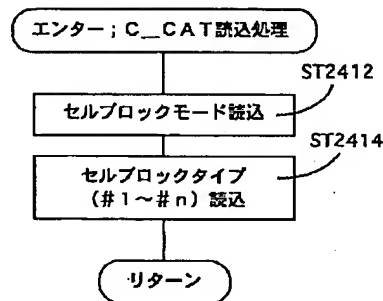 エンター；C__CAT読込処理
ST2412
セルブロックモード読込
ST2414
セルブロックタイプ
(#1～#n)読込
リターン